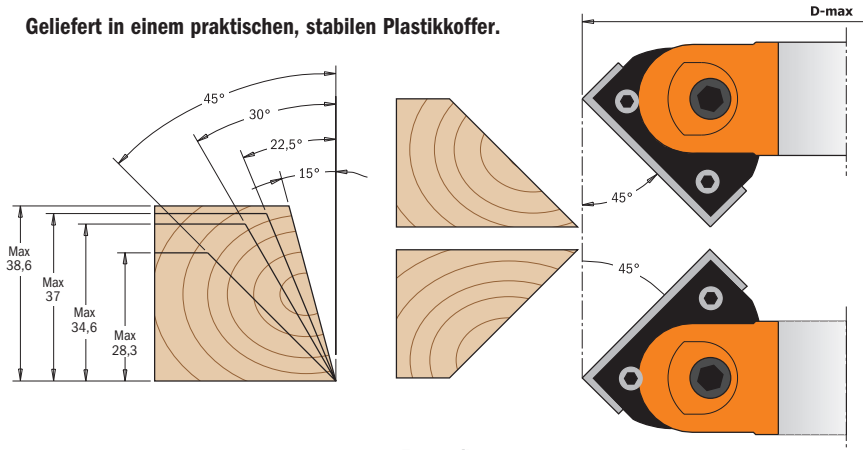 Geliefert in einem praktischen, stabilen Plastikkoffer.
D-max
45°
30°
22,5°
15°
Max
38,6
Max
37
Max
34,6
Max
28,3
45°
45°